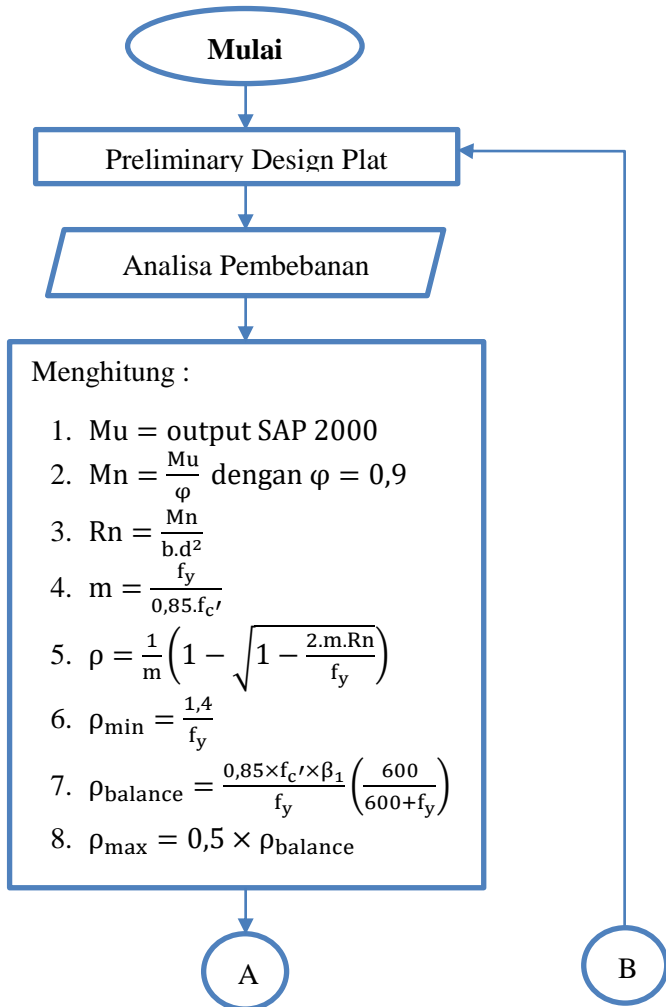 Mulai
Preliminary Design Plat
Analisa Pembebanan
Menghitung :
1. Mu = output SAP 2000
2. Mn = Mu/φ dengan φ = 0,9
3. Rn = Mn/b.d²
4. m = f_y/0,85.f_c′
5. ρ = 1/m (1 − √(1 − 2.m.Rn/f_y))
6. ρ_min = 1,4/f_y
7. ρ_balance = 0,85×f_c′×β₁/f_y (600/600+f_y)
8. ρ_max = 0,5 × ρ_balance
A
B